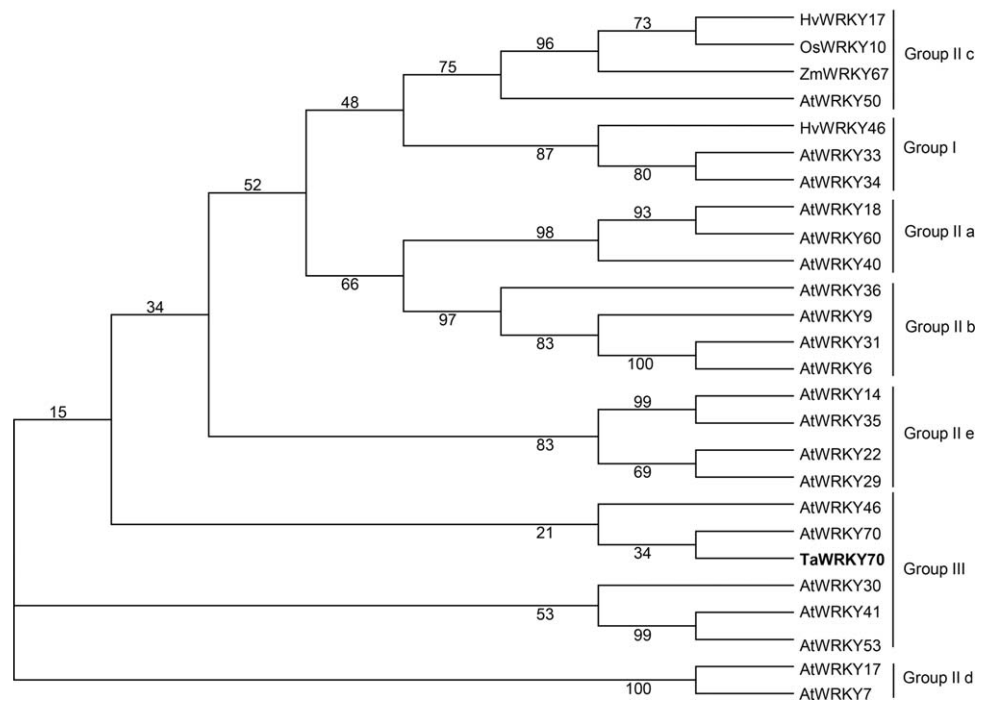 HvWRKY17
73
OsWRKY10
96
Group II c
ZmWRKY67
75
AtWRKY50
48
HvWRKY46
87
AtWRKY33
Group I
80
AtWRKY34
52
AtWRKY18
93
98
AtWRKY60
Group II a
AtWRKY40
66
AtWRKY36
97
AtWRKY9
34
Group II b
83
AtWRKY31
100
AtWRKY6
AtWRKY14
99
15
AtWRKY35
Group II e
83
AtWRKY22
69
AtWRKY29
AtWRKY46
21
AtWRKY70
34
TaWRKY70
Group III
AtWRKY30
53
AtWRKY41
99
AtWRKY53
AtWRKY17
Group II d
100
AtWRKY7